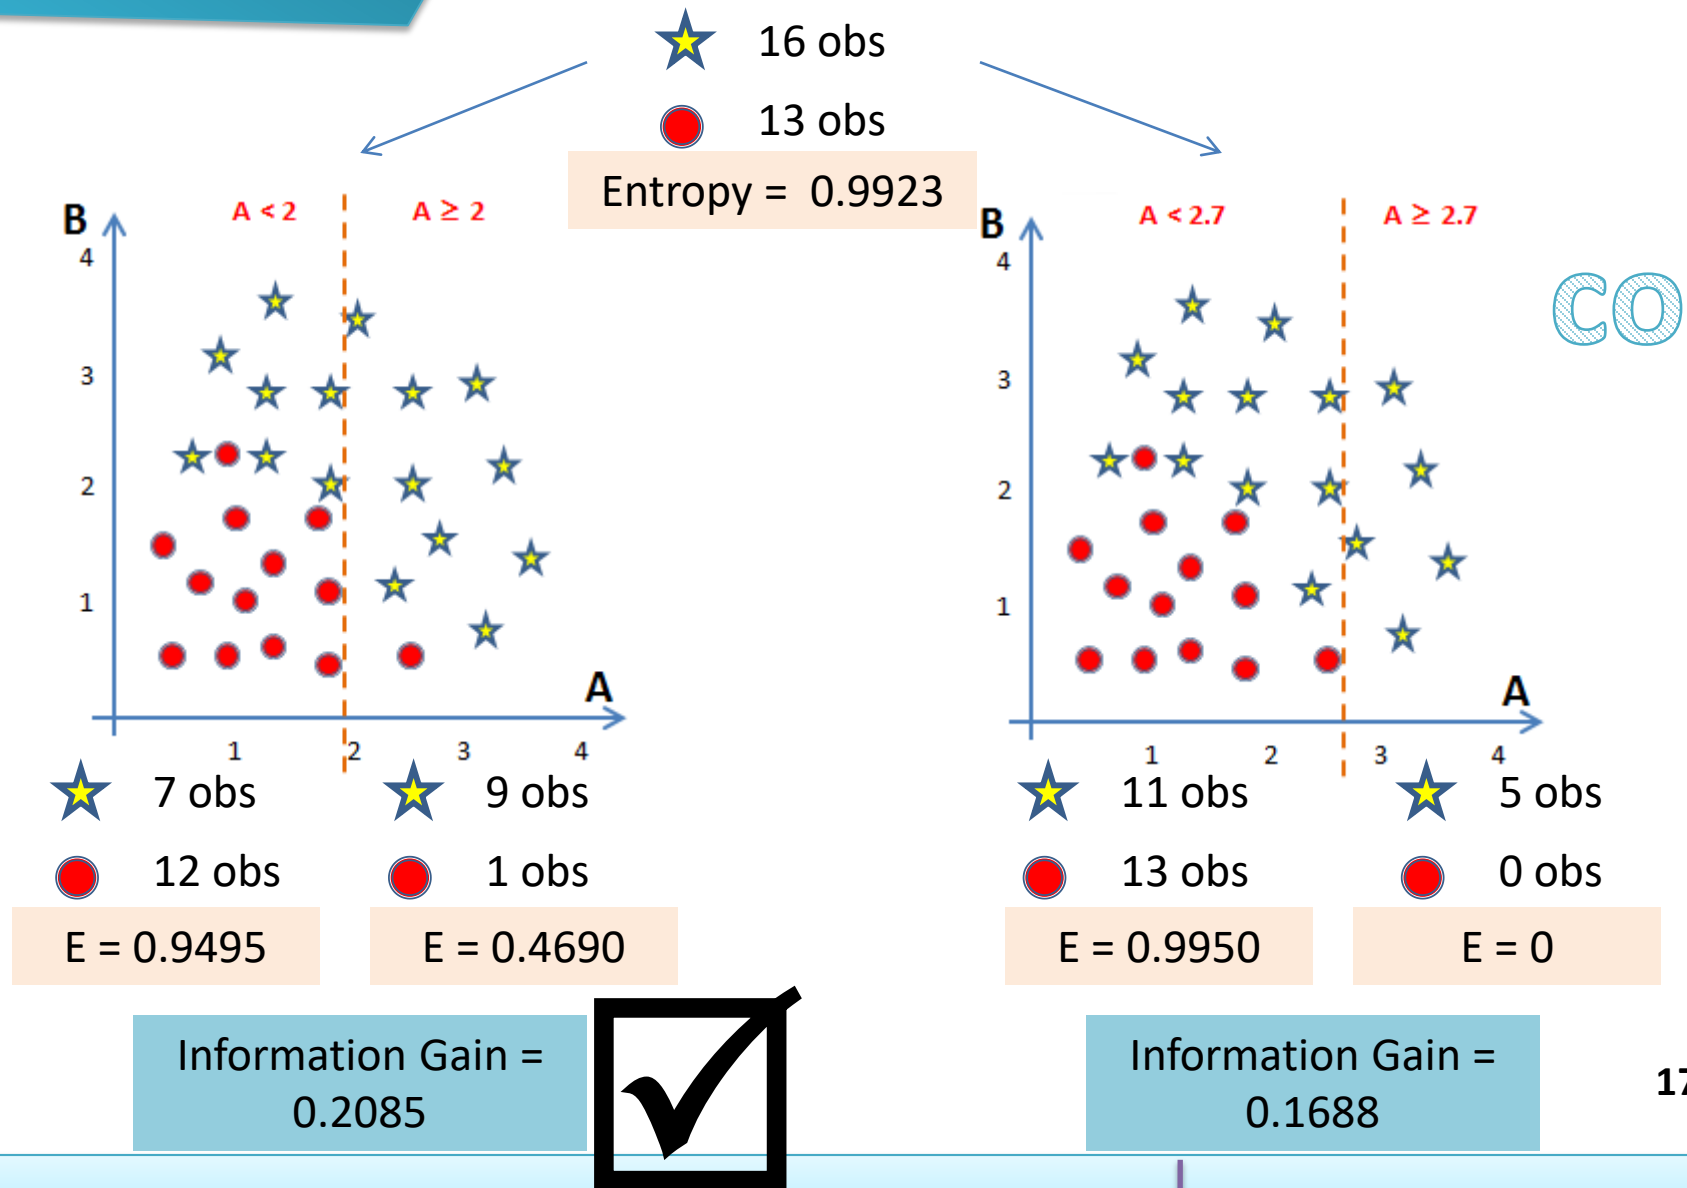 16 obs
13 obs
Entropy = 0.9923
A < 2
A ≥ 2
B
4
3
2
1
A
1
2
3
4
7 obs
9 obs
12 obs
1 obs
E = 0.9495
E = 0.4690
Information Gain =
0.2085
A < 2.7
A ≥ 2.7
B
4
3
2
1
A
1
2
3
4
11 obs
5 obs
13 obs
0 obs
E = 0.9950
E = 0
Information Gain =
0.1688
CO
17